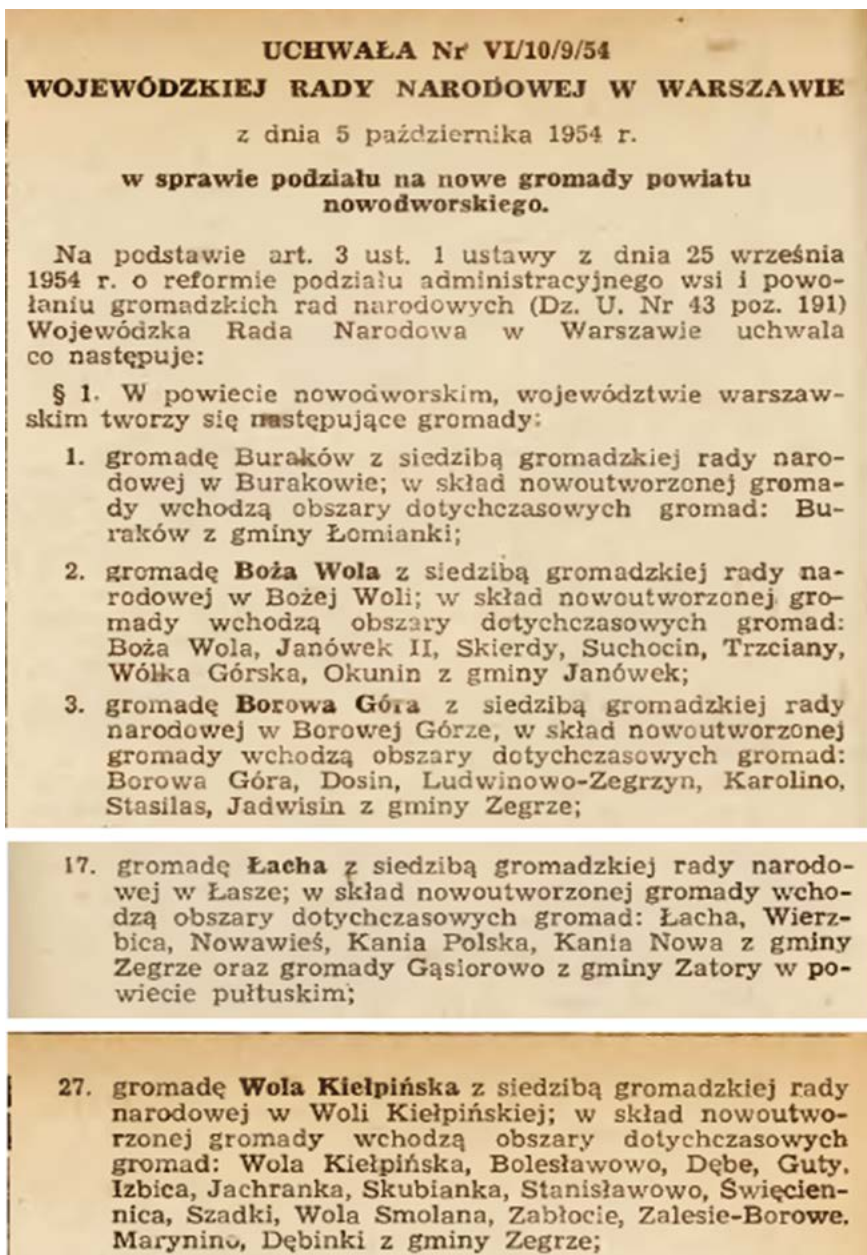 UCHWAŁA Nr VI/10/9/54
WOJEWÓDZKIEJ RADY NARODOWEJ W WARSZAWIE
z dnia 5 października 1954 r.
w sprawie podziału na nowe gromady powiatu
nowodworskiego.
Na podstawie art. 3 ust. 1 ustawy z dnia 25 września
1954 r. o reformie podziału administracyjnego wsi i powo-
łaniu gromadzkich rad narodowych (Dz. U. Nr 43 poz. 191)
Wojewódzka Rada Narodowa w Warszawie uchwala
co następuje:
§ 1. W powiecie nowodworskim, województwie warszaw-
skim tworzy się następujące gromady:
1. gromadę Buraków z siedzibą gromadzkiej rady naro-
dowej w Burakowie; w skład nowoutworzonej groma-
dy wchodzą obszary dotychczasowych gromad: Bu-
raków z gminy Łomianki;
2. gromadę Boża Wola z siedzibą gromadzkiej rady na-
rodowej w Bożej Woli; w skład nowoutworzonej gro-
mady wchodzą obszary dotychczasowych gromad:
Boża Wola, Janówek II, Skierdy, Suchocin, Trzciany,
Wólka Górska, Okunin z gminy Janówek;
3. gromadę Borowa Góra z siedzibą gromadzkiej rady
narodowej w Borowej Górze, w skład nowoutworzonej
gromady wchodzą obszary dotychczasowych gromad:
Borowa Góra, Dosin, Ludwinowo-Zegrzyn, Karolino,
Stasilas, Jadwisin z gminy Zegrze;
17. gromadę Łacha z siedzibą gromadzkiej rady narodo-
wej w Łasze; w skład nowoutworzonej gromady wcho-
dzą obszary dotychczasowych gromad: Łacha, Wierz-
bica, Nowawieś, Kania Polska, Kania Nowa z gminy
Zegrze oraz gromady Gąsiorowo z gminy Zatory w po-
wiecie pułtuskim;
27. gromadę Wola Kiełpińska z siedzibą gromadzkiej rady
narodowej w Woli Kiełpińskiej; w skład nowoutwo-
rzonej gromady wchodzą obszary dotychczasowych
gromad: Wola Kiełpińska, Bolesławowo, Dębe, Guty,
Izbica, Jachranka, Skubianka, Stanisławowo, Święcien-
nica, Szadki, Wola Smolana, Zabłocie, Zalesie-Borowe,
Marynino, Dębinki z gminy Zegrze;